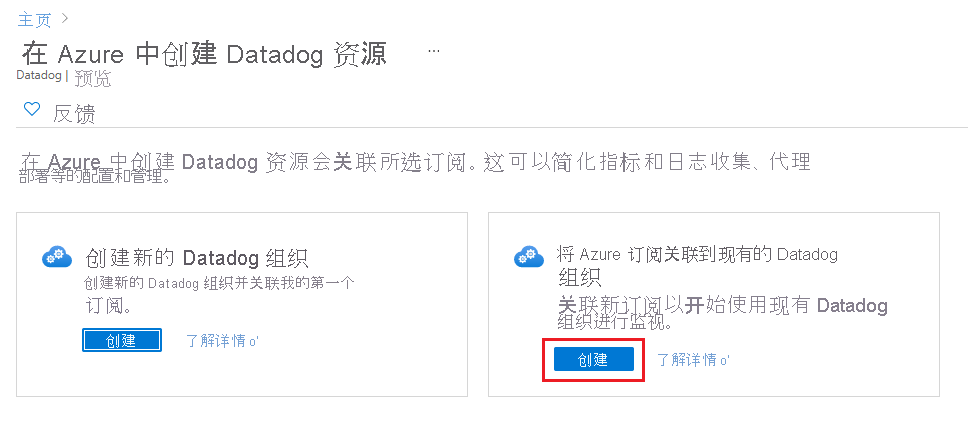 主页 >
在 Azure 中创建 Datadog 资源 ...
Datadog | 预览
反馈
在 Azure 中创建 Datadog 资源会关联所选订阅。这可以简化指标和日志收集、代理
部署等的配置和管理。
创建新的 Datadog 组织
创建新的 Datadog 组织并关联我的第一个
订阅。
创建 了解详情 o'
将 Azure 订阅关联到现有的 Datadog
组织
关联新订阅以开始使用现有 Datadog
组织进行监视。
创建 了解详情 o'